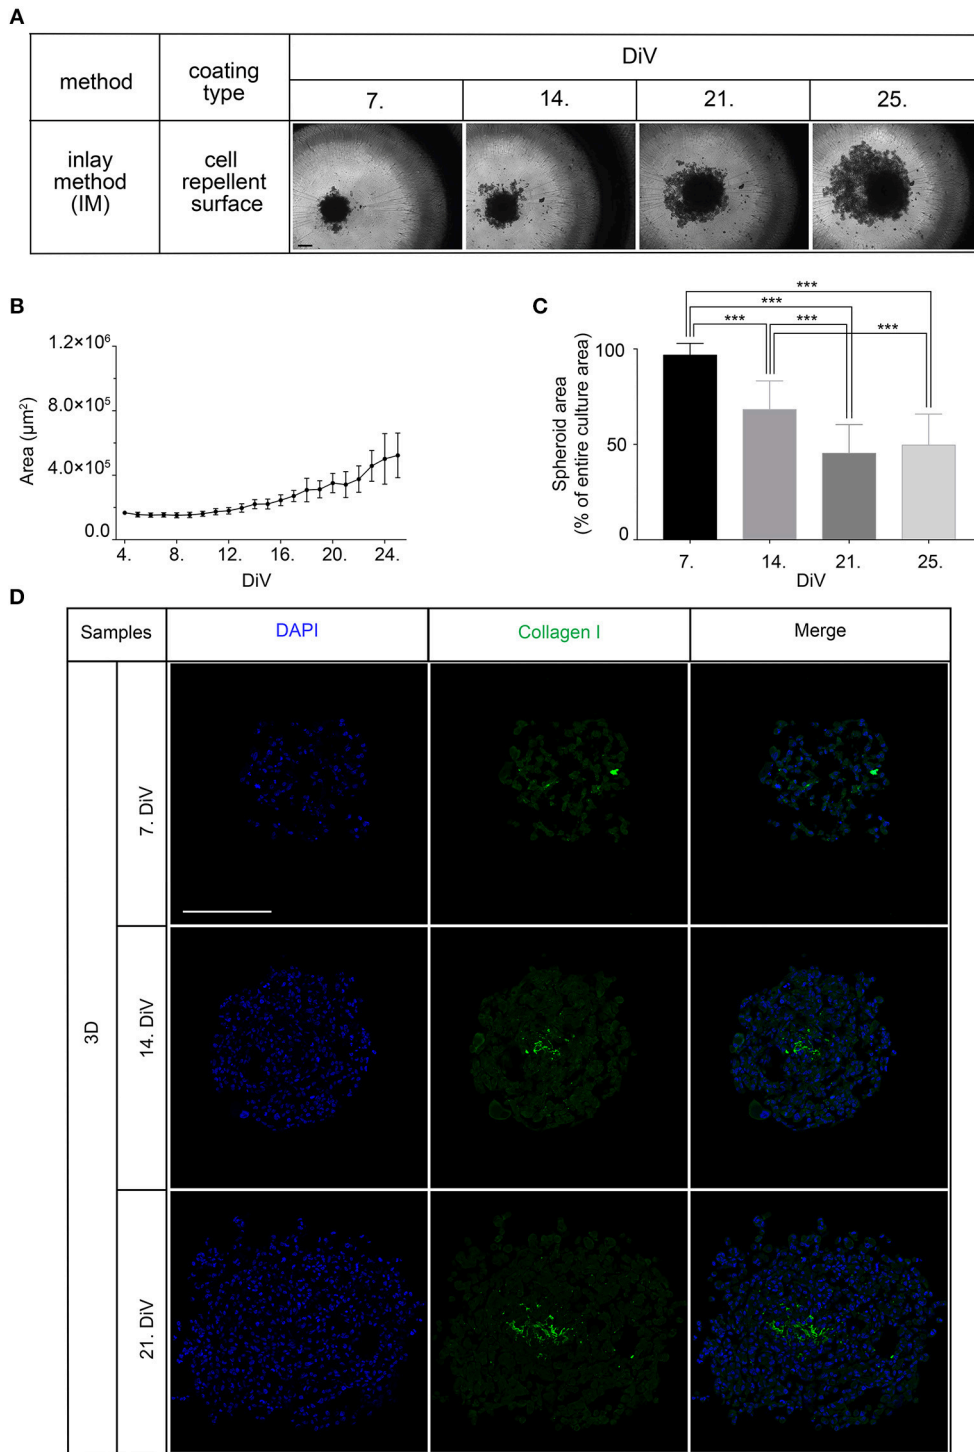 A
method
coating
type
DiV
7.
14.
21.
25.
inlay
method
(IM)
cell
repellent
surface
B
1.2×10⁶
8.0×10⁵
4.0×10⁵
0.0
Area (µm²)
4.
8.
12.
16.
20.
24.
DiV
C
***
***
***
***
***
100
50
0
Spheroid area
(% of entire culture area)
7.
14.
21.
25.
DiV
D
Samples
DAPI
Collagen I
Merge
3D
7. DiV
14. DiV
21. DiV